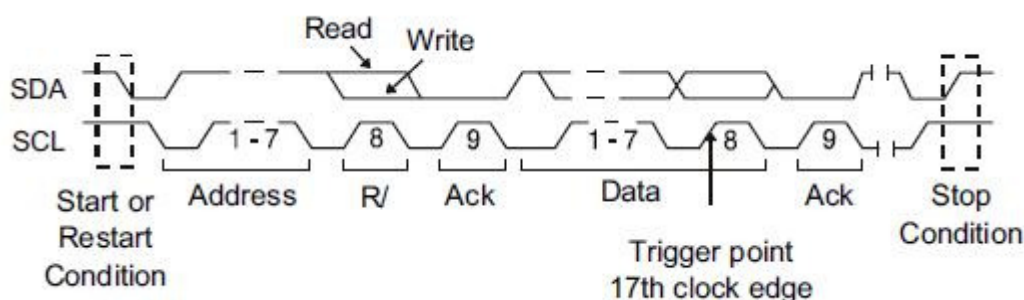 Read
Write
SDA
SCL
1 - 7
8
9
1 - 7
8
9
Address
R/
Ack
Data
Ack
Start or
Restart
Condition
Stop
Condition
Trigger point
17th clock edge